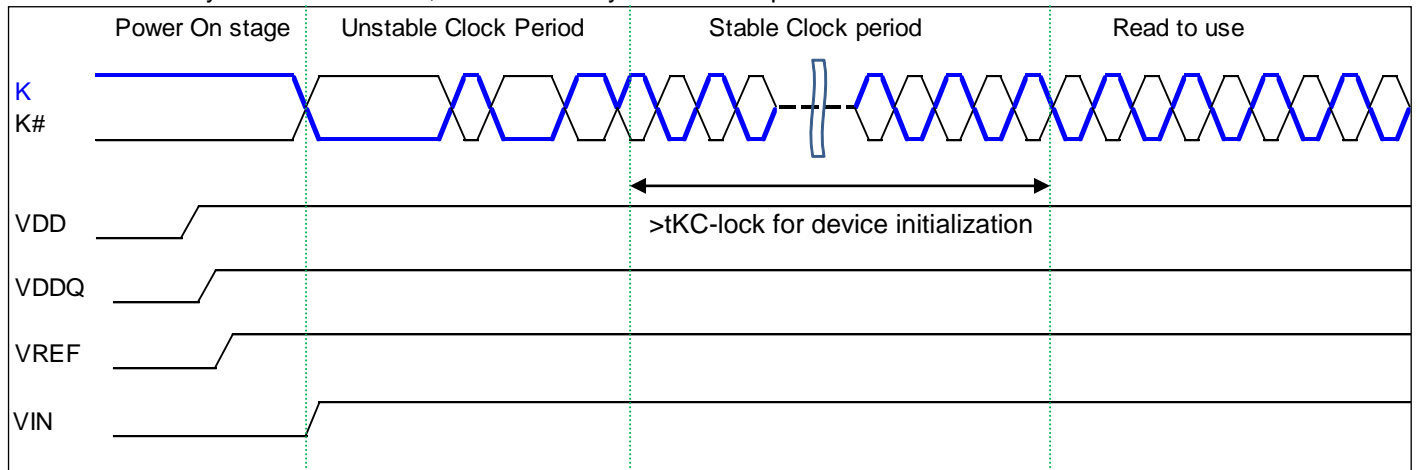 Power On stage Unstable Clock Period Stable Clock period Read to use
K
K#
VDD
>tKC-lock for device initialization
VDDQ
VREF
VIN